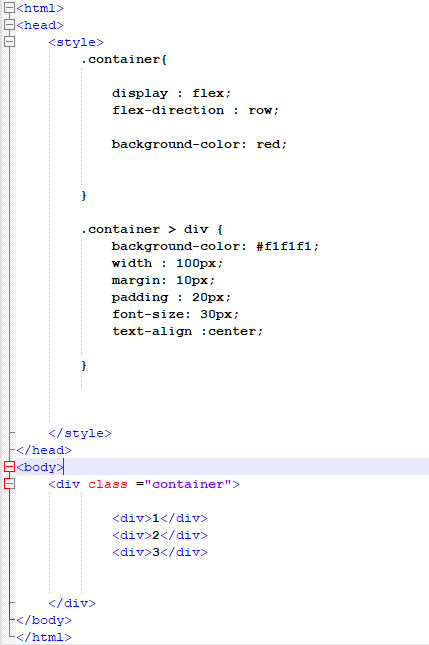 <html>
<head>
<style>
.container{
display : flex;
flex-direction : row;
background-color: red;
}
.container > div {
background-color: #f1f1f1;
width : 100px;
margin: 10px;
padding : 20px;
font-size: 30px;
text-align :center;
}
</style>
</head>
<body>
<div class ="container">
<div>1</div>
<div>2</div>
<div>3</div>
</div>
</body>
</html>